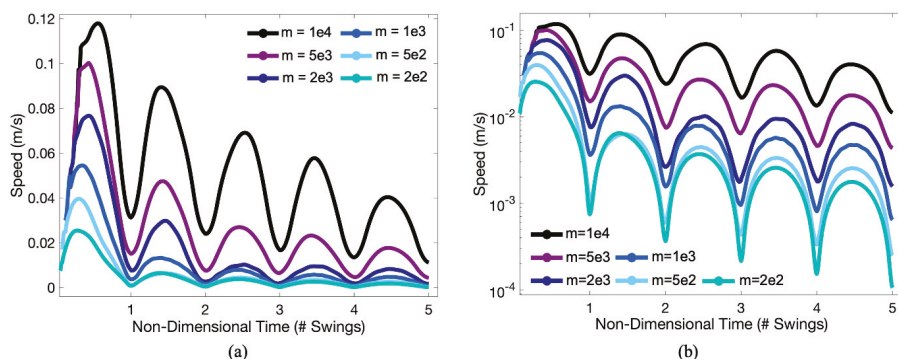 0.12
0.1
0.08
0.06
0.04
0.02
0
Speed (m/s)
m = 1e4 m = 1e3
m = 5e3 m = 5e2
m = 2e3 m = 2e2
1 2 3 4 5
Non-Dimensional Time (# Swings)
(a)
10-1
10-2
10-3
10-4
Speed (m/s)
m=1e4
m=5e3 m=1e3
m=2e3 m=5e2 m=2e2
1 2 3 4 5
Non-Dimensional Time (# Swings)
(b)